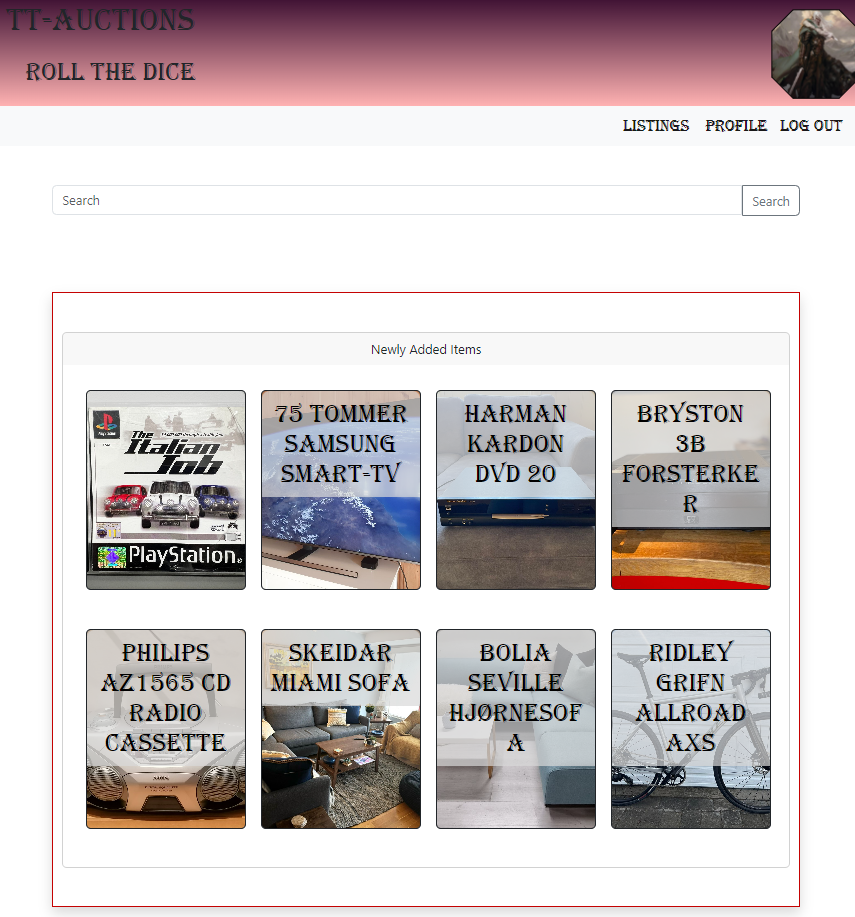 TT-AUCTIONS
ROLL THE DICE
LISTINGS PROFILE LOG OUT
Search Search
Newly Added Items
The
Italian
Job
PlayStation
75 TOMMER
SAMSUNG
SMART-TV
HARMAN
KARDON
DVD 20
BRYSTON
3B
FORSTERKE
R
PHILIPS
AZ1565 CD
RADIO
CASSETTE
SKEIDAR
MIAMI SOFA
BOLIA
SEVILLE
HJØRNESOF
A
RIDLEY
GRIFN
ALLROAD
AXS